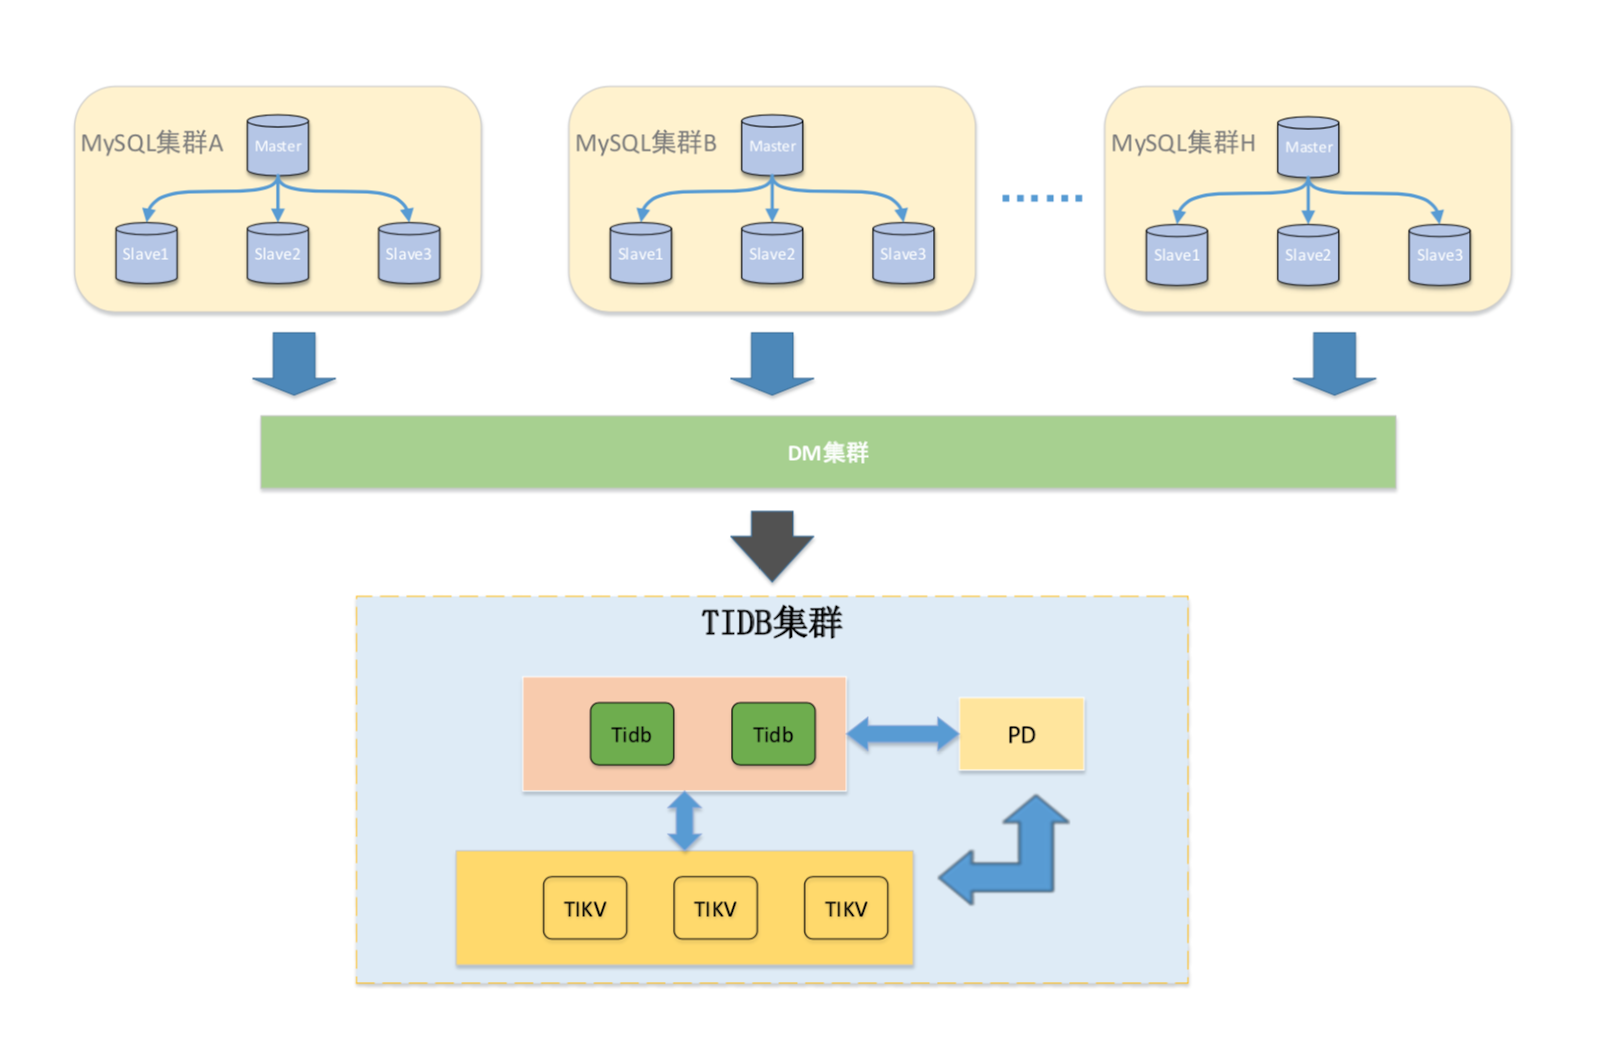 MySQL集群A
Master
Slave1
Slave2
Slave3
MySQL集群B
Master
Slave1
Slave2
Slave3
MySQL集群H
Master
Slave1
Slave2
Slave3
DM集群
TIDB集群
Tidb
Tidb
PD
TIKV
TIKV
TIKV